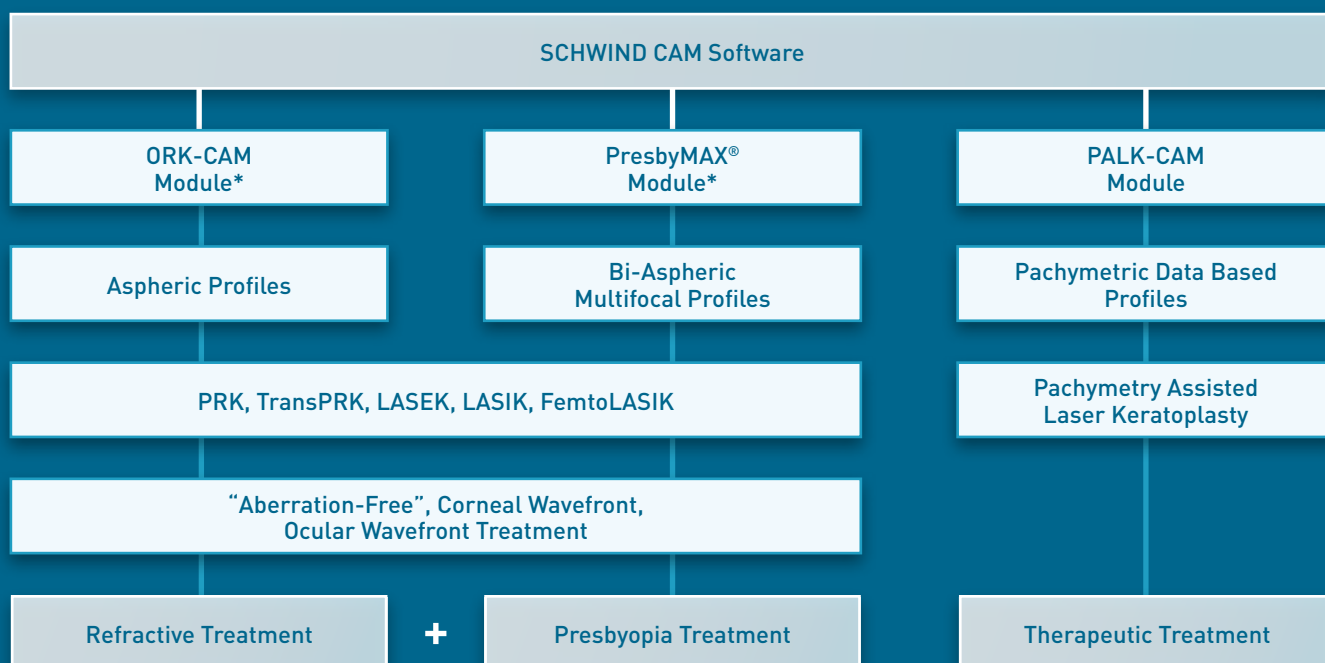 SCHWIND CAM Software
ORK-CAM
Module*
PresbyMAX®
Module*
PALK-CAM
Module
Aspheric Profiles
Bi-Aspheric
Multifocal Profiles
Pachymetric Data Based
Profiles
PRK, TransPRK, LASEK, LASIK, FemtoLASIK
Pachymetry Assisted
Laser Keratoplasty
“Aberration-Free”, Corneal Wavefront,
Ocular Wavefront Treatment
Refractive Treatment
+
Presbyopia Treatment
Therapeutic Treatment